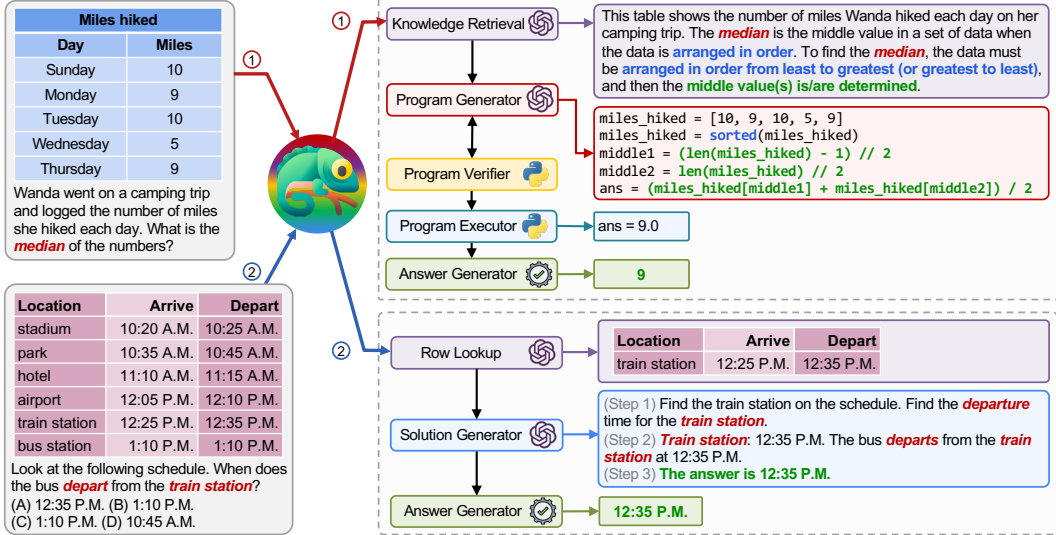 Miles hiked
Day Miles
Sunday 10
Monday 9
Tuesday 10
Wednesday 5
Thursday 9
Wanda went on a camping trip
and logged the number of miles
she hiked each day. What is the
median of the numbers?
①
②
Location Arrive Depart
stadium 10:20 A.M. 10:25 A.M.
park 10:35 A.M. 10:45 A.M.
hotel 11:10 A.M. 11:15 A.M.
airport 12:05 P.M. 12:10 P.M.
train station 12:25 P.M. 12:35 P.M.
bus station 1:10 P.M. 1:10 P.M.
Look at the following schedule. When does
the bus depart from the train station?
(A) 12:35 P.M. (B) 1:10 P.M.
(C) 1:10 P.M. (D) 10:45 A.M.
①
Knowledge Retrieval
This table shows the number of miles Wanda hiked each day on her
camping trip. The median is the middle value in a set of data when
the data is arranged in order. To find the median, the data must
be arranged in order from least to greatest (or greatest to least),
and then the middle value(s) is/are determined.
Program Generator
miles_hiked = [10, 9, 10, 5, 9]
miles_hiked = sorted(miles_hiked)
middle1 = (len(miles_hiked) - 1) // 2
middle2 = len(miles_hiked) // 2
ans = (miles_hiked[middle1] + miles_hiked[middle2]) / 2
Program Verifier
Program Executor
ans = 9.0
Answer Generator
9
②
Row Lookup
Location Arrive Depart
train station 12:25 P.M. 12:35 P.M.
Solution Generator
(Step 1) Find the train station on the schedule. Find the departure
time for the train station.
(Step 2) Train station: 12:35 P.M. The bus departs from the train
station at 12:35 P.M.
(Step 3) The answer is 12:35 P.M.
Answer Generator
12:35 P.M.